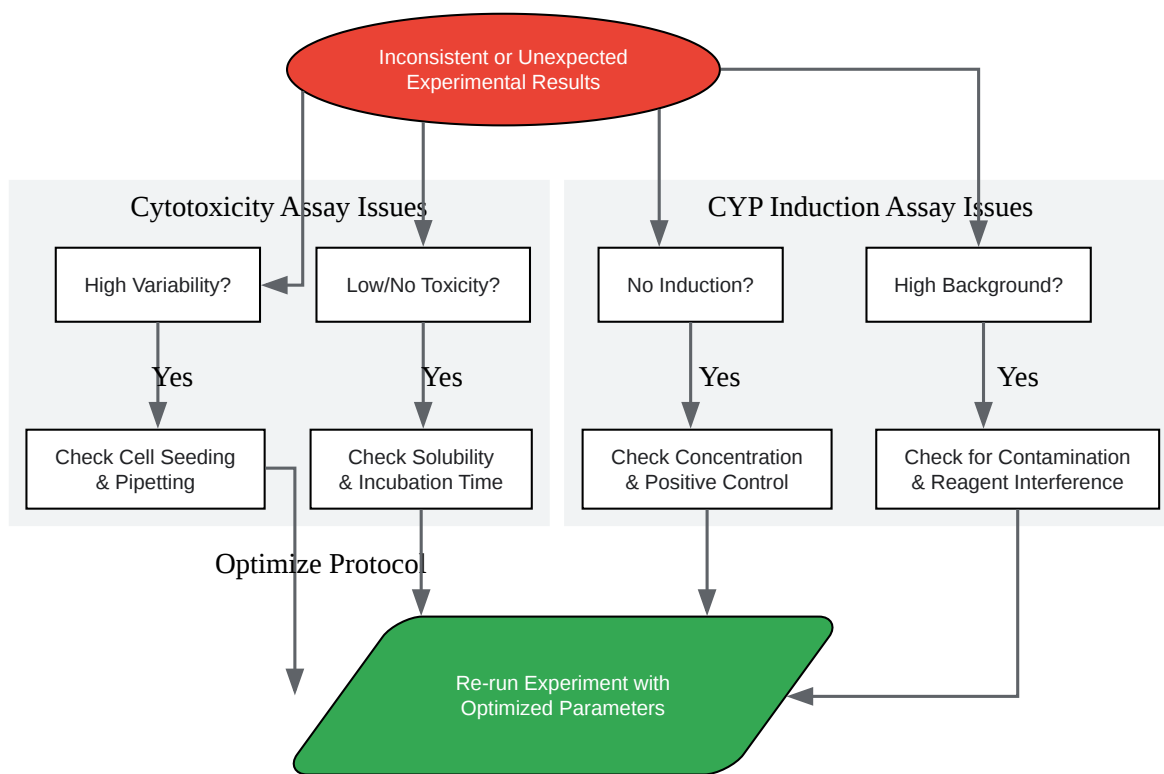 Inconsistent or Unexpected
Experimental Results
Cytotoxicity Assay Issues
CYP Induction Assay Issues
High Variability?
Low/No Toxicity?
No Induction?
High Background?
Yes
Yes
Yes
Yes
Check Cell Seeding
& Pipetting
Check Solubility
& Incubation Time
Check Concentration
& Positive Control
Check for Contamination
& Reagent Interference
Optimize Protocol
Re-run Experiment with
Optimized Parameters